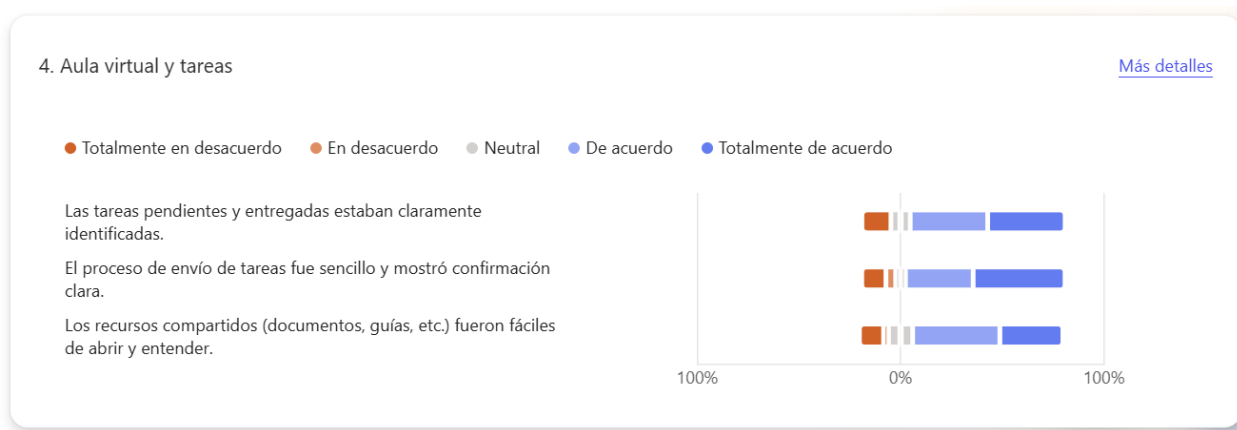 4. Aula virtual y tareas
Más detalles
Totalmente en desacuerdo
En desacuerdo
Neutral
De acuerdo
Totalmente de acuerdo
Las tareas pendientes y entregadas estaban claramente
identificadas.
El proceso de envío de tareas fue sencillo y mostró confirmación
clara.
Los recursos compartidos (documentos, guías, etc.) fueron fáciles
de abrir y entender.
100%
0%
100%